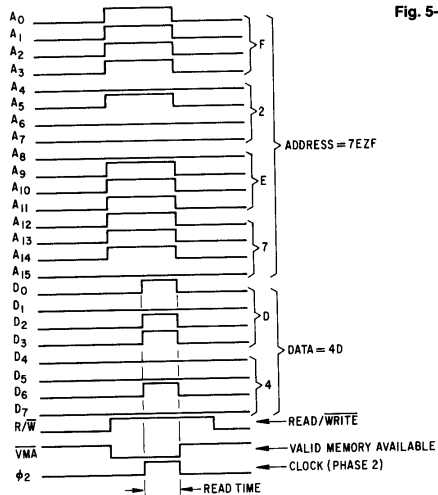 Fig. 5-
A0
A1
A2
A3
F
A4
A5
A6
A7
2
ADDRESS = 7EZF
A8
A9
A10
A11
E
A12
A13
A14
A15
7
D0
D1
D2
D3
D
DATA = 4D
D4
D5
D6
D7
4
R/W̅
READ/W̅R̅I̅T̅E̅
V̅M̅A̅
VALID MEMORY AVAILABLE
ϕ2
CLOCK (PHASE 2)
READ TIME